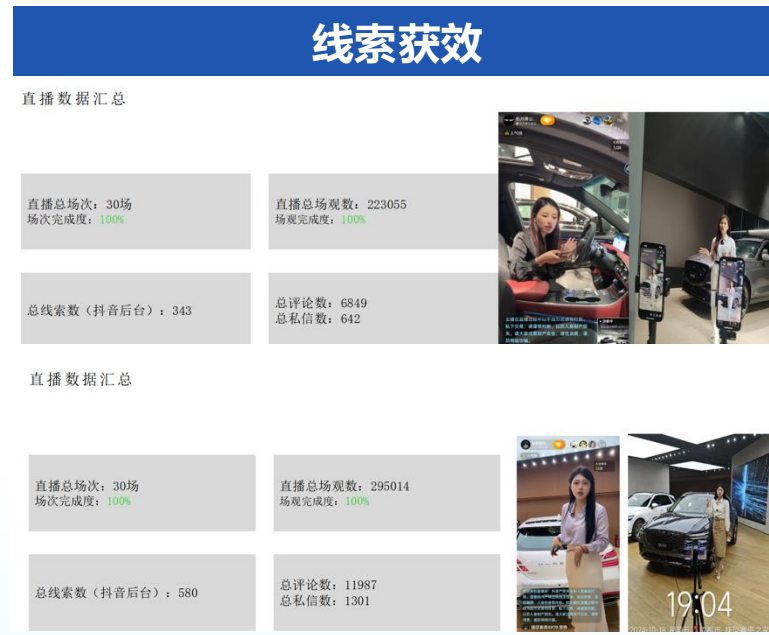 线索获效
直播数据汇总
直播总场次：30场
场次完成度：100%
直播总场观数：223055
场观完成度：100%
总线索数（抖音后台）：343
总评论数：6849
总私信数：642
直播数据汇总
直播总场次：30场
场次完成度：100%
直播总场观数：295014
场观完成度：100%
总线索数（抖音后台）：580
总评论数：11987
总私信数：1301
19:04